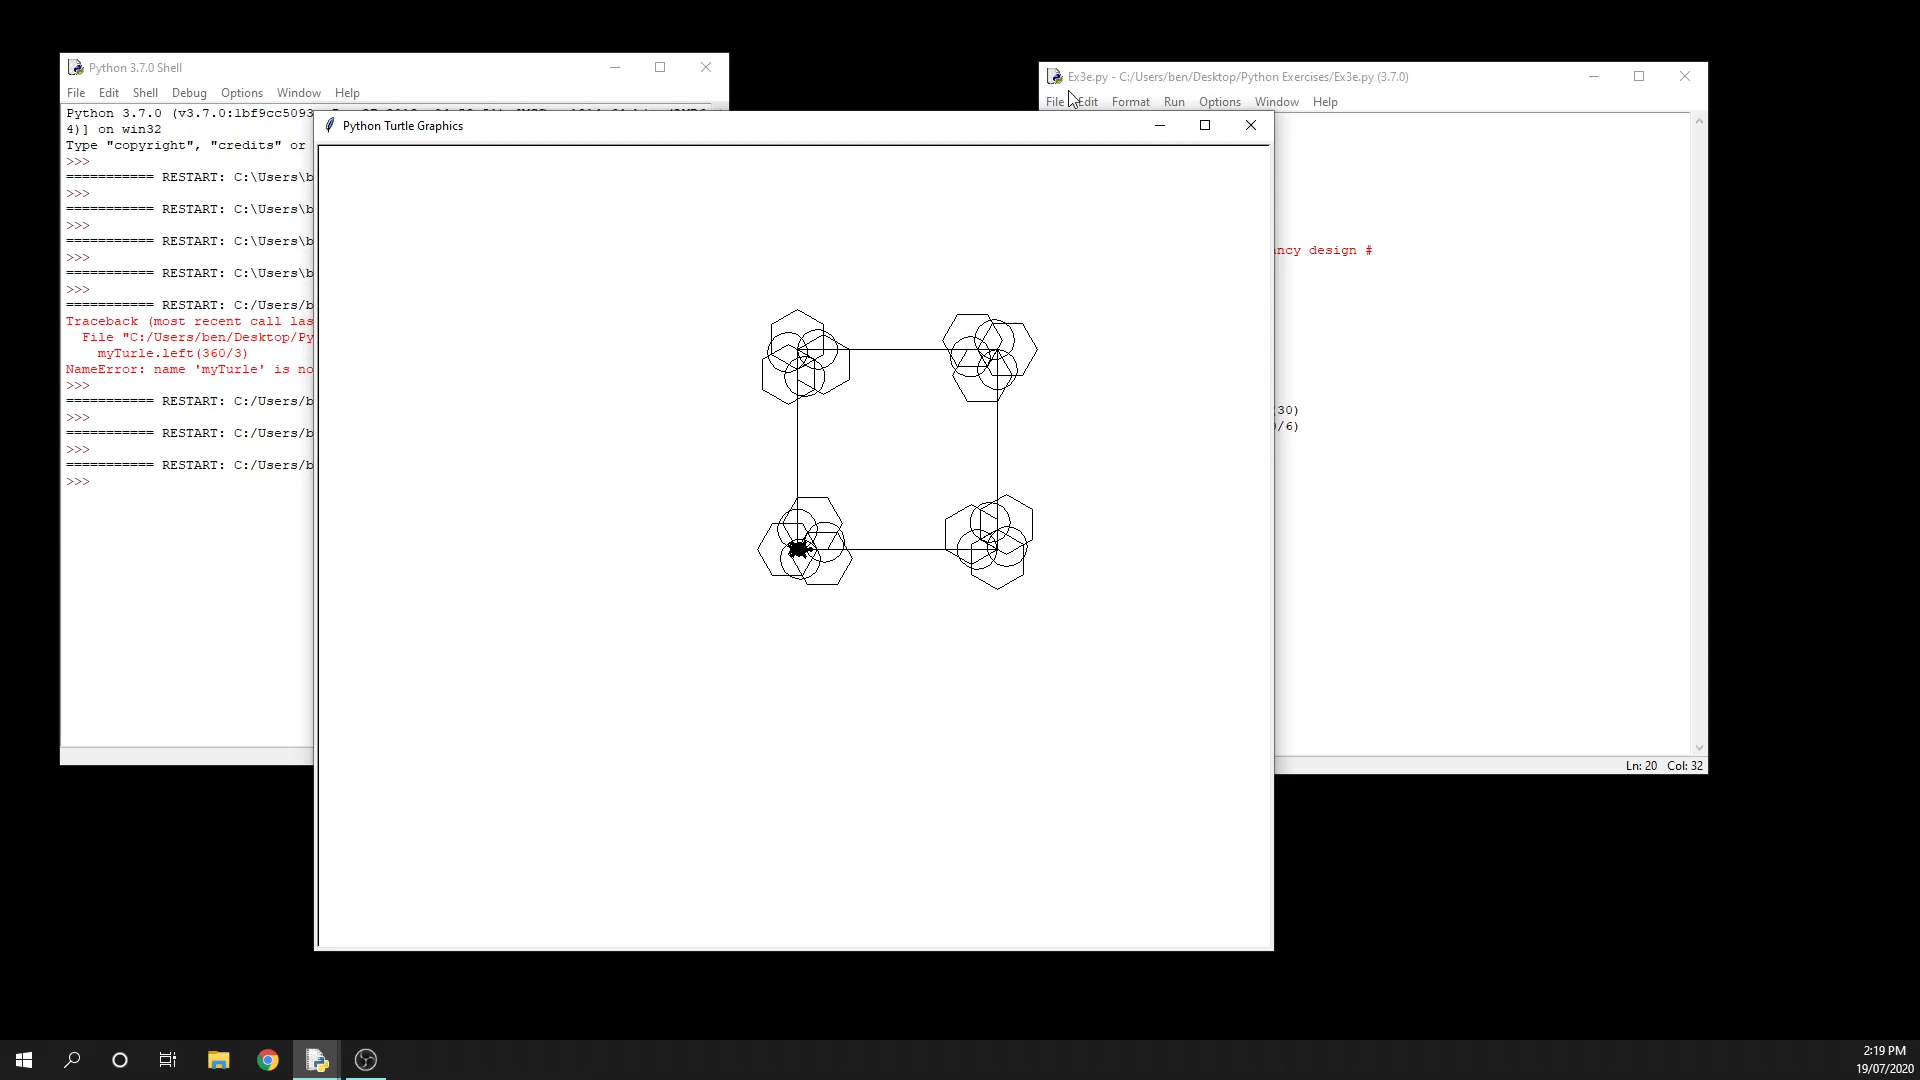 Python 3.7.0 Shell
File Edit Shell Debug Options Window Help
Python 3.7.0 (v3.7.0:1bf9cc5093
4)] on win32
Type "copyright", "credits" or
>>>
=========== RESTART: C:\Users\b
>>>
=========== RESTART: C:\Users\b
>>>
=========== RESTART: C:\Users\b
>>>
=========== RESTART: C:\Users\b
>>>
=========== RESTART: C:/Users/b
Traceback (most recent call las
File "C:/Users/ben/Desktop/Py
myTurle.left(360/3)
NameError: name 'myTurle' is no
>>>
=========== RESTART: C:/Users/b
>>>
=========== RESTART: C:/Users/b
>>>
=========== RESTART: C:/Users/b
>>>
Python Turtle Graphics
Ex3e.py - C:/Users/ben/Desktop/Python Exercises/Ex3e.py (3.7.0)
File Edit Format Run Options Window Help
ancy design #
(30)
0/6)
Ln: 20 Col: 32
2:19 PM
19/07/2020